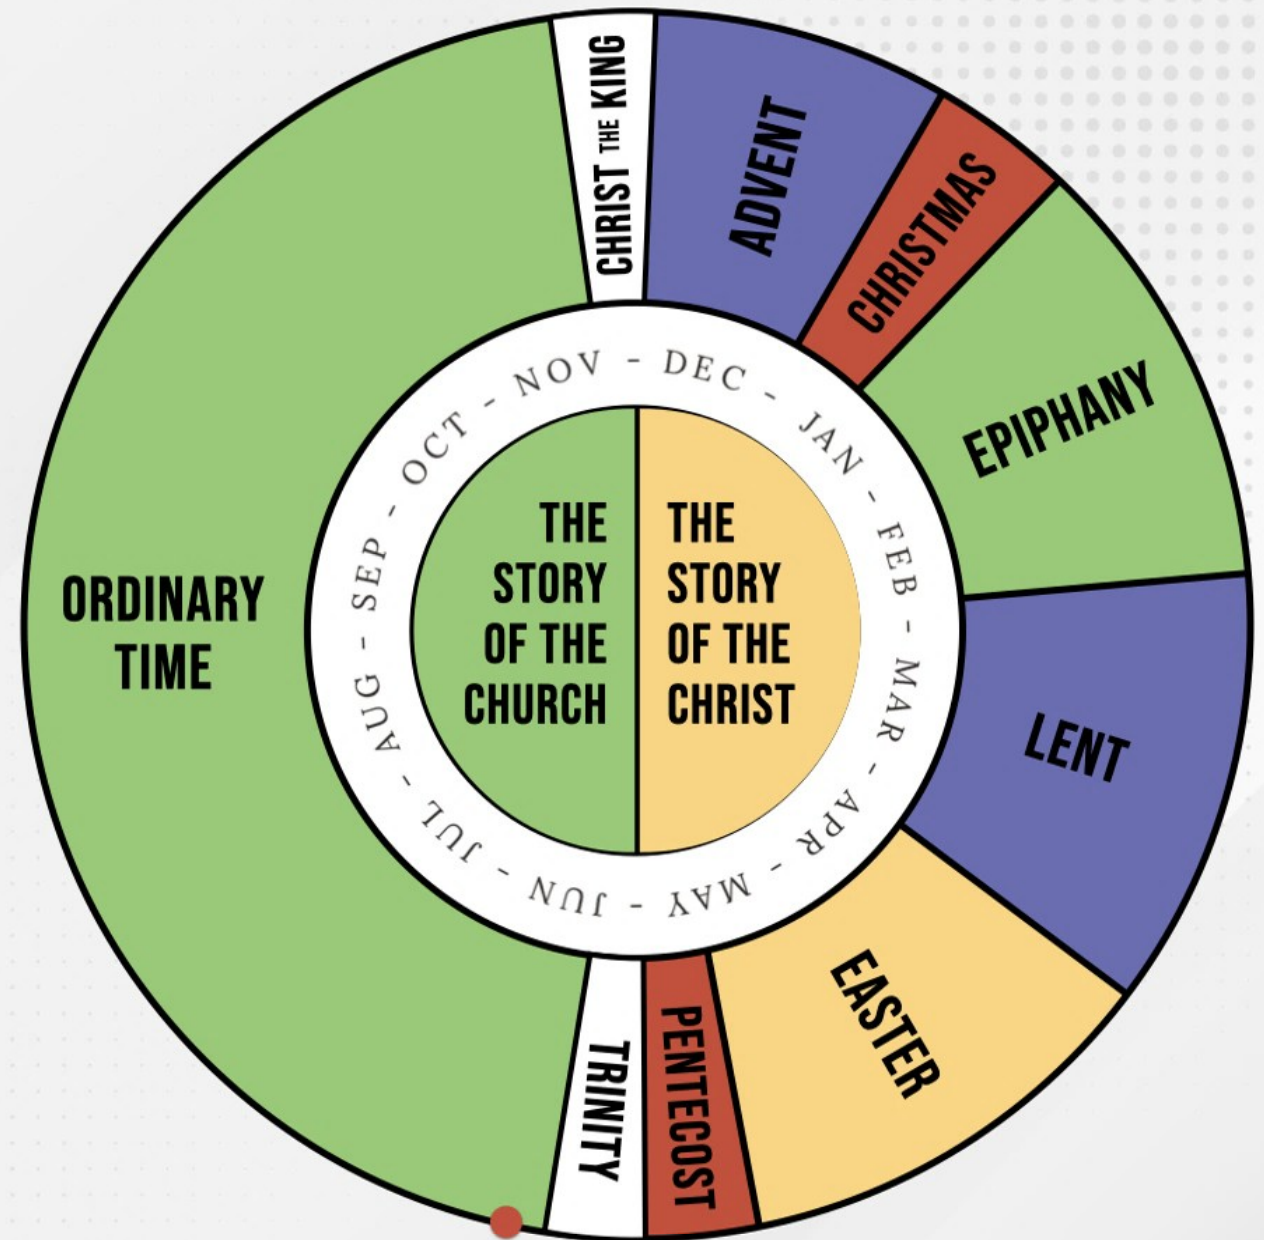 CHRIST THE KING
ADVENT
CHRISTMAS
EPIPHANY
LENT
EASTER
PENTECOST
TRINITY
ORDINARY
TIME
NOV - DEC - JAN - FEB - MAR - APR - MAY - JUN - JUL - AUG - SEP - OCT -
THE
STORY
OF THE
CHURCH
THE
STORY
OF THE
CHRIST